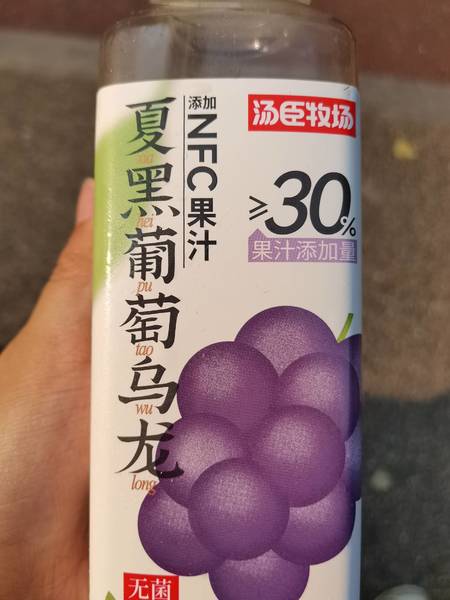 汤臣牧场
添加
NFC果汁
夏黑葡萄乌龙
xia hei pu tao wu long
≥30%
果汁添加量
无菌